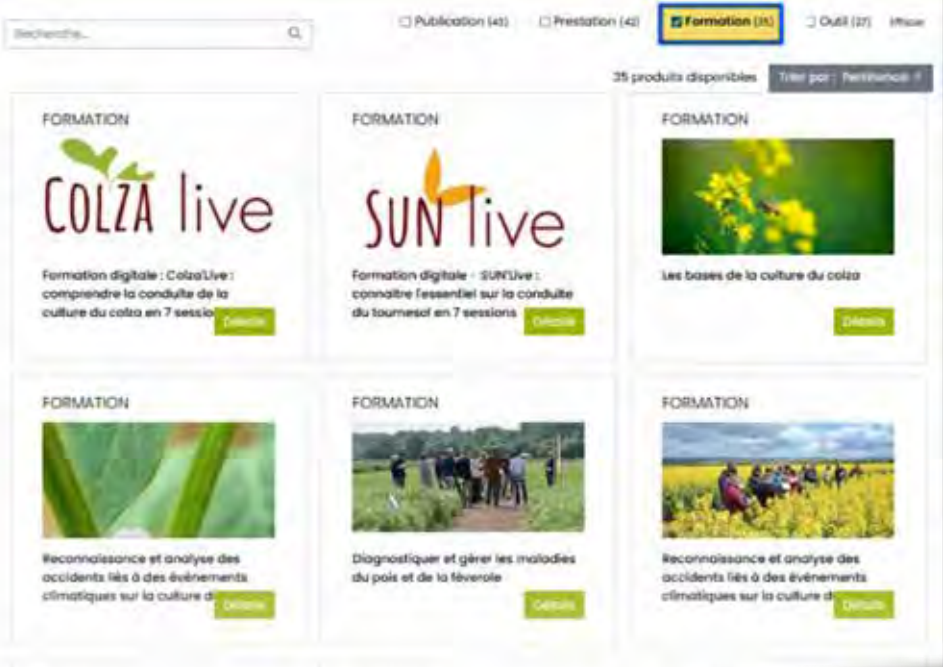 Recherche...
Publication (43)
Prestation (42)
Formation (35)
Outil (27)
Effacer
35 produits disponibles
Trier par : Pertinence
FORMATION
COLZA live
Formation digitale : Colza'Live :
comprendre la conduite de la
culture du colza en 7 sessio
Détails
FORMATION
SUN live
Formation digitale - SUN'Live :
connaitre l'essentiel sur la conduite
du tournesol en 7 sessions
Détails
FORMATION
Les bases de la culture du colza
Détails
FORMATION
Reconnaissance et analyse des
accidents liés à des événements
climatiques sur la culture d
Détails
FORMATION
Diagnostiquer et gérer les maladies
du pois et de la féverole
Détails
FORMATION
Reconnaissance et analyse des
accidents liés à des événements
climatiques sur la culture d
Détails